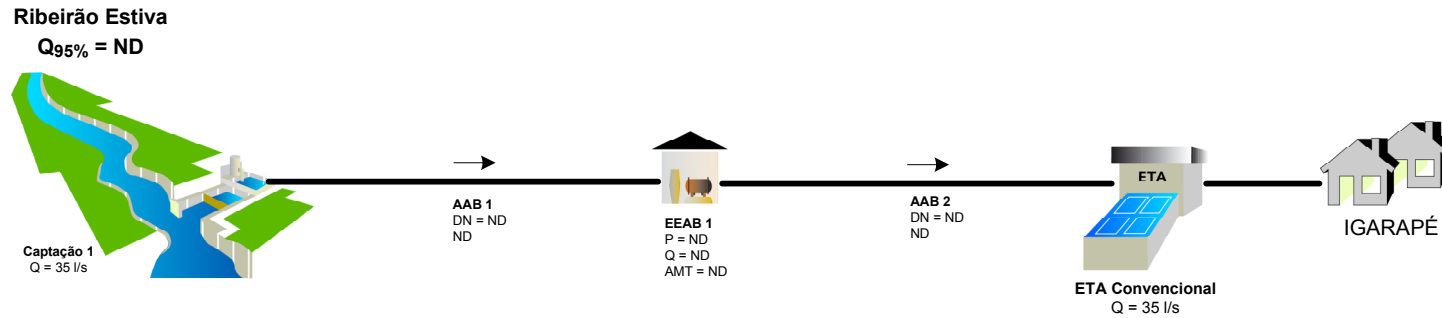 Ribeirão Estiva
Q95% = ND
Captação 1
Q = 35 l/s
AAB 1
DN = ND
ND
EEAB 1
P = ND
Q = ND
AMT = ND
AAB 2
DN = ND
ND
ETA
ETA Convencional
Q = 35 l/s
IGARAPÉ